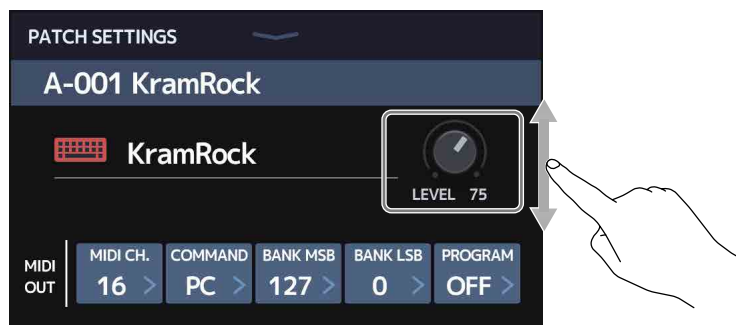 PATCH SETTINGS
A-001 KramRock
KramRock
LEVEL 75
MIDI OUT
MIDI CH. COMMAND BANK MSB BANK LSB PROGRAM
16 > PC > 127 > 0 > OFF >